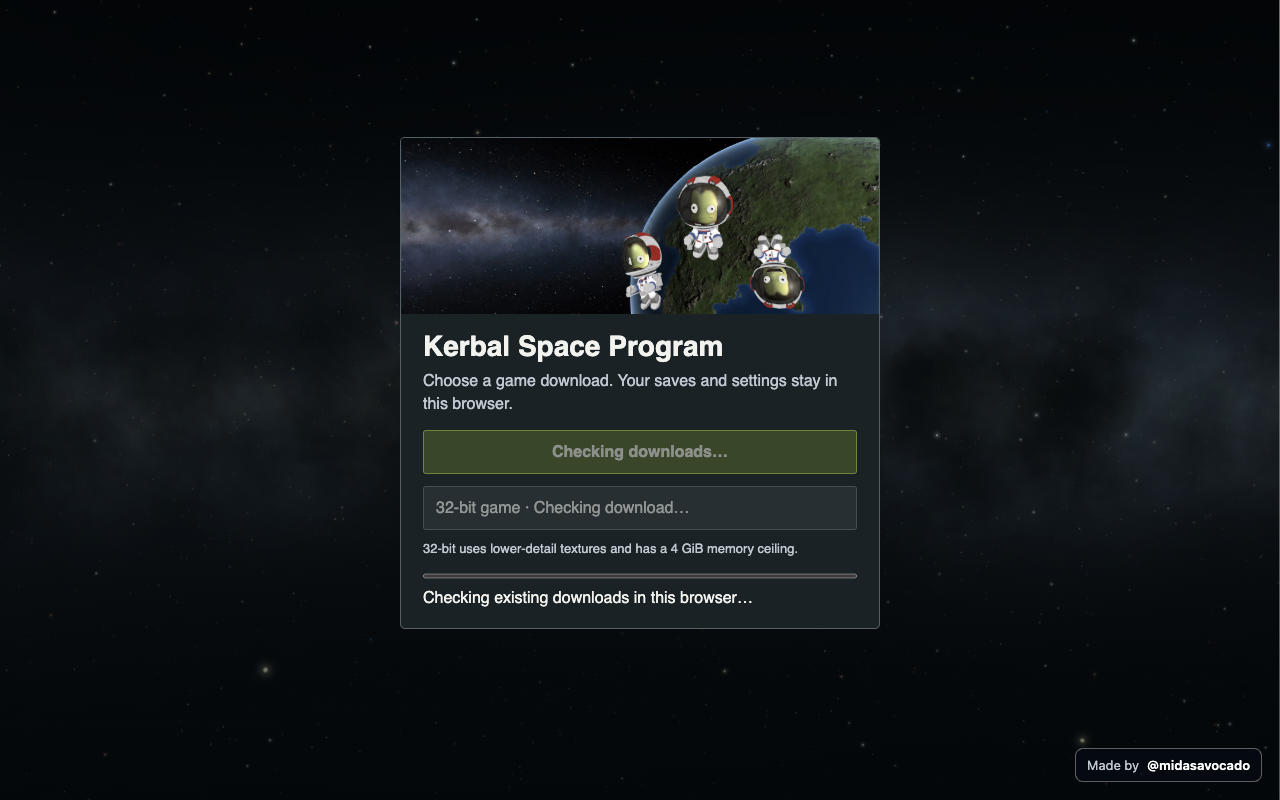 Kerbal Space Program
Choose a game download. Your saves and settings stay in
this browser.
Checking downloads…
32-bit game · Checking download…
32-bit uses lower-detail textures and has a 4 GiB memory ceiling.
Checking existing downloads in this browser…
Made by @midasavocado